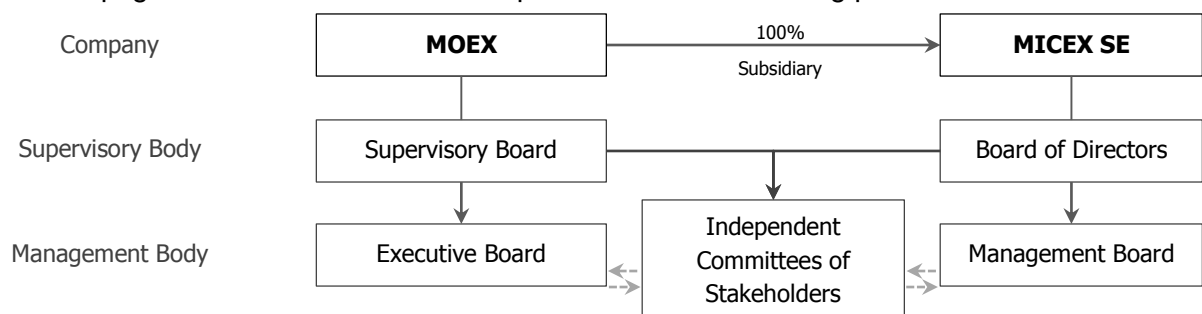 Company
MOEX
100%
Subsidiary
MICEX SE
Supervisory Body
Supervisory Board
Board of Directors
Management Body
Executive Board
Independent
Committees of
Stakeholders
Management Board